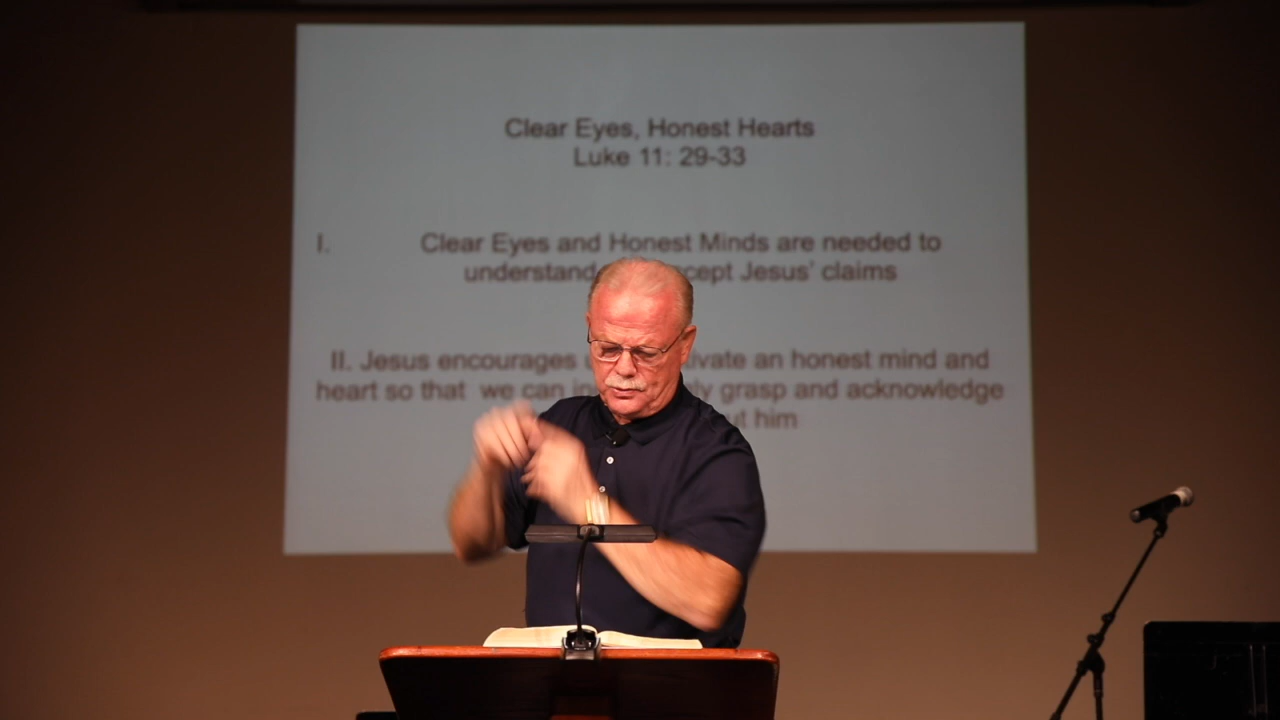 Clear Eyes, Honest Hearts
Luke 11: 29-33
I. Clear Eyes and Honest Minds are needed to
understand cept Jesus' claims
II. Jesus encourages tivate an honest mind and
heart so that we can in ly grasp and acknowledge
ut him